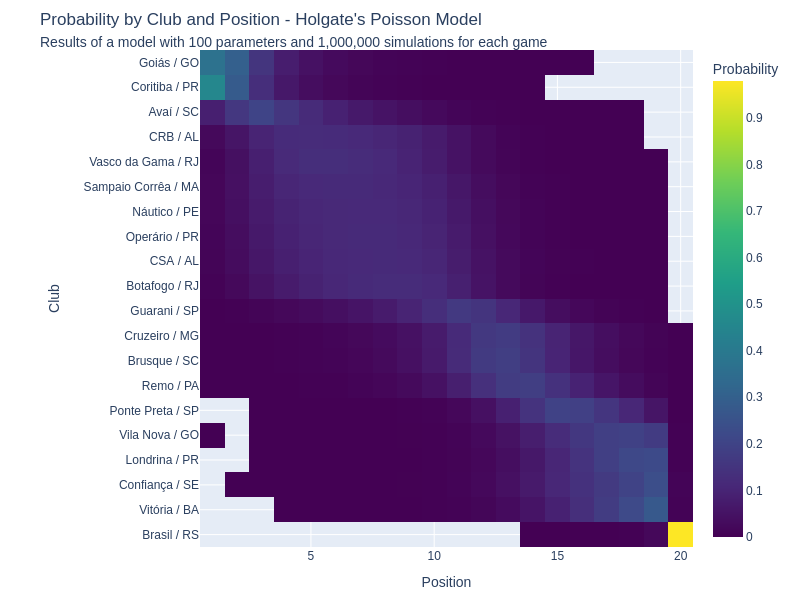 Probability by Club and Position - Holgate's Poisson Model
Results of a model with 100 parameters and 1,000,000 simulations for each game
Probability
Goiás / GO
Coritiba / PR
Avaí / SC
CRB / AL
Vasco da Gama / RJ
Sampaio Corrêa / MA
Náutico / PE
Operário / PR
CSA / AL
Botafogo / RJ
Guarani / SP
Cruzeiro / MG
Brusque / SC
Remo / PA
Ponte Preta / SP
Vila Nova / GO
Londrina / PR
Confiança / SE
Vitória / BA
Brasil / RS
Club
5
10
15
20
Position
0.9
0.8
0.7
0.6
0.5
0.4
0.3
0.2
0.1
0